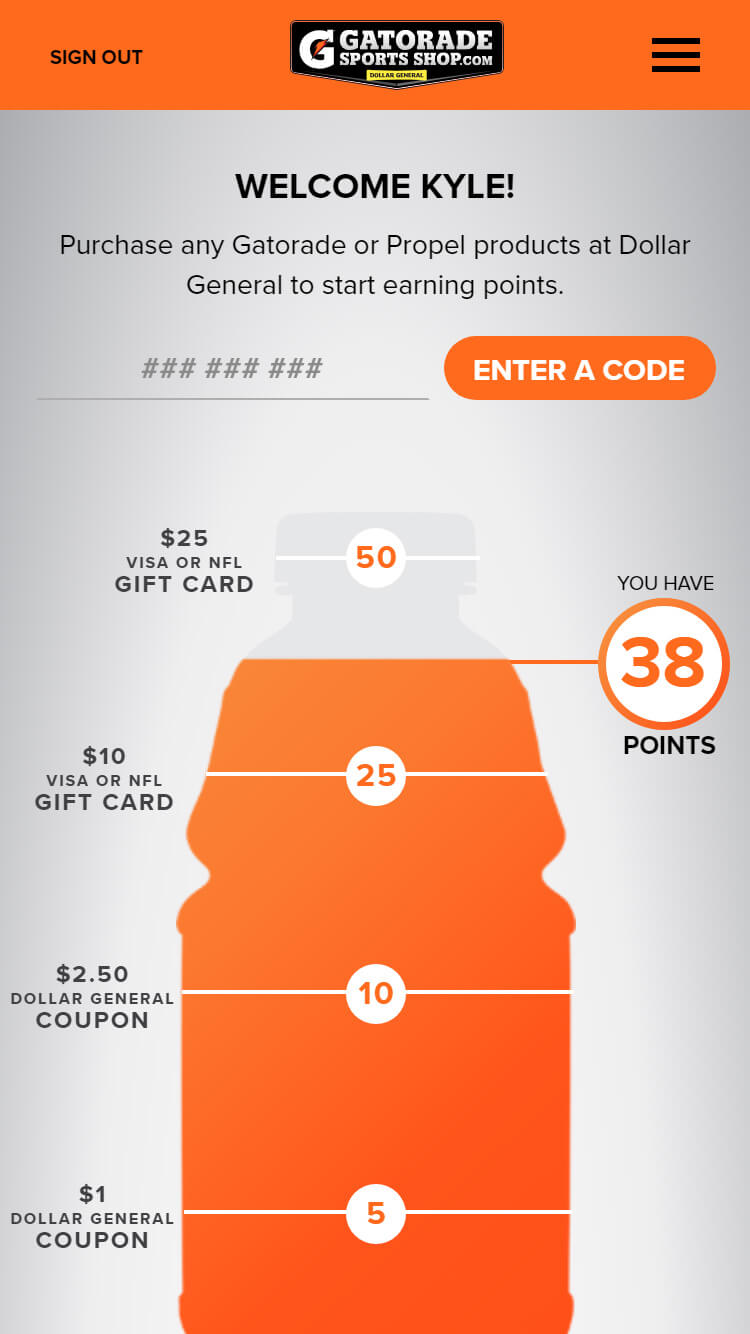 SIGN OUT
G GATORADE
SPORTS SHOP.COM
DOLLAR GENERAL
WELCOME KYLE!
Purchase any Gatorade or Propel products at Dollar
General to start earning points.
### ### ###
ENTER A CODE
$25
VISA OR NFL
GIFT CARD
50
YOU HAVE
38
POINTS
$10
VISA OR NFL
GIFT CARD
25
$2.50
DOLLAR GENERAL
COUPON
10
$1
DOLLAR GENERAL
COUPON
5